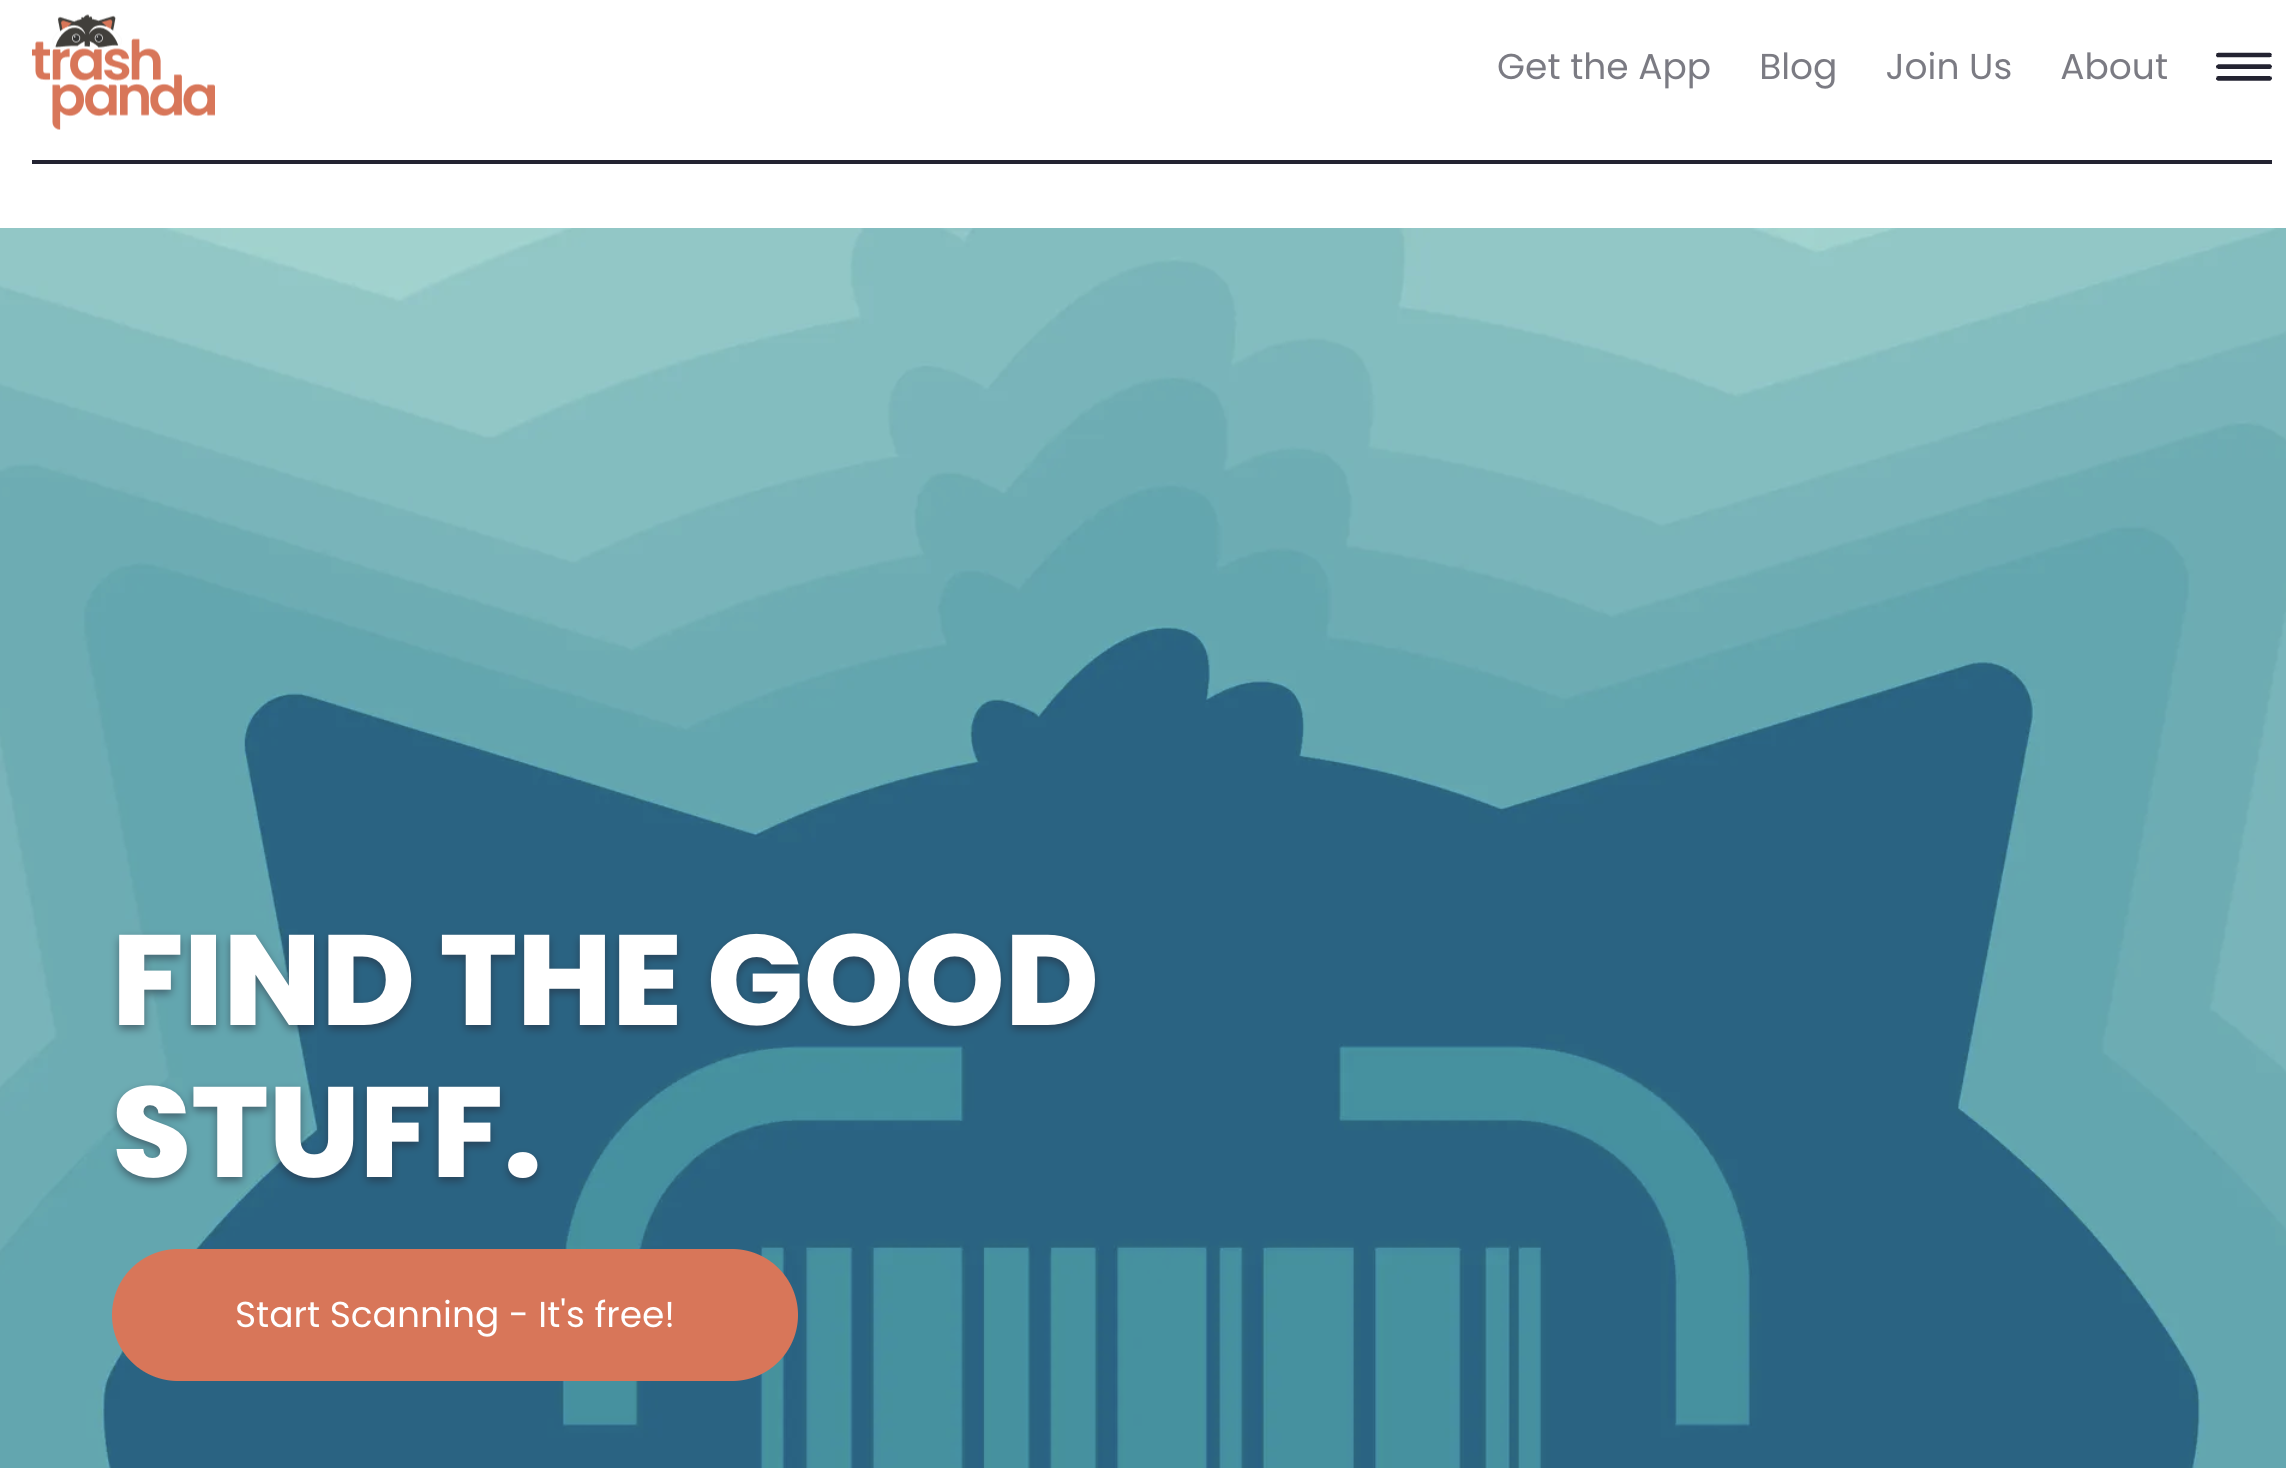 trash
panda
Get the App Blog Join Us About
FIND THE GOOD
STUFF.
Start Scanning - It's free!